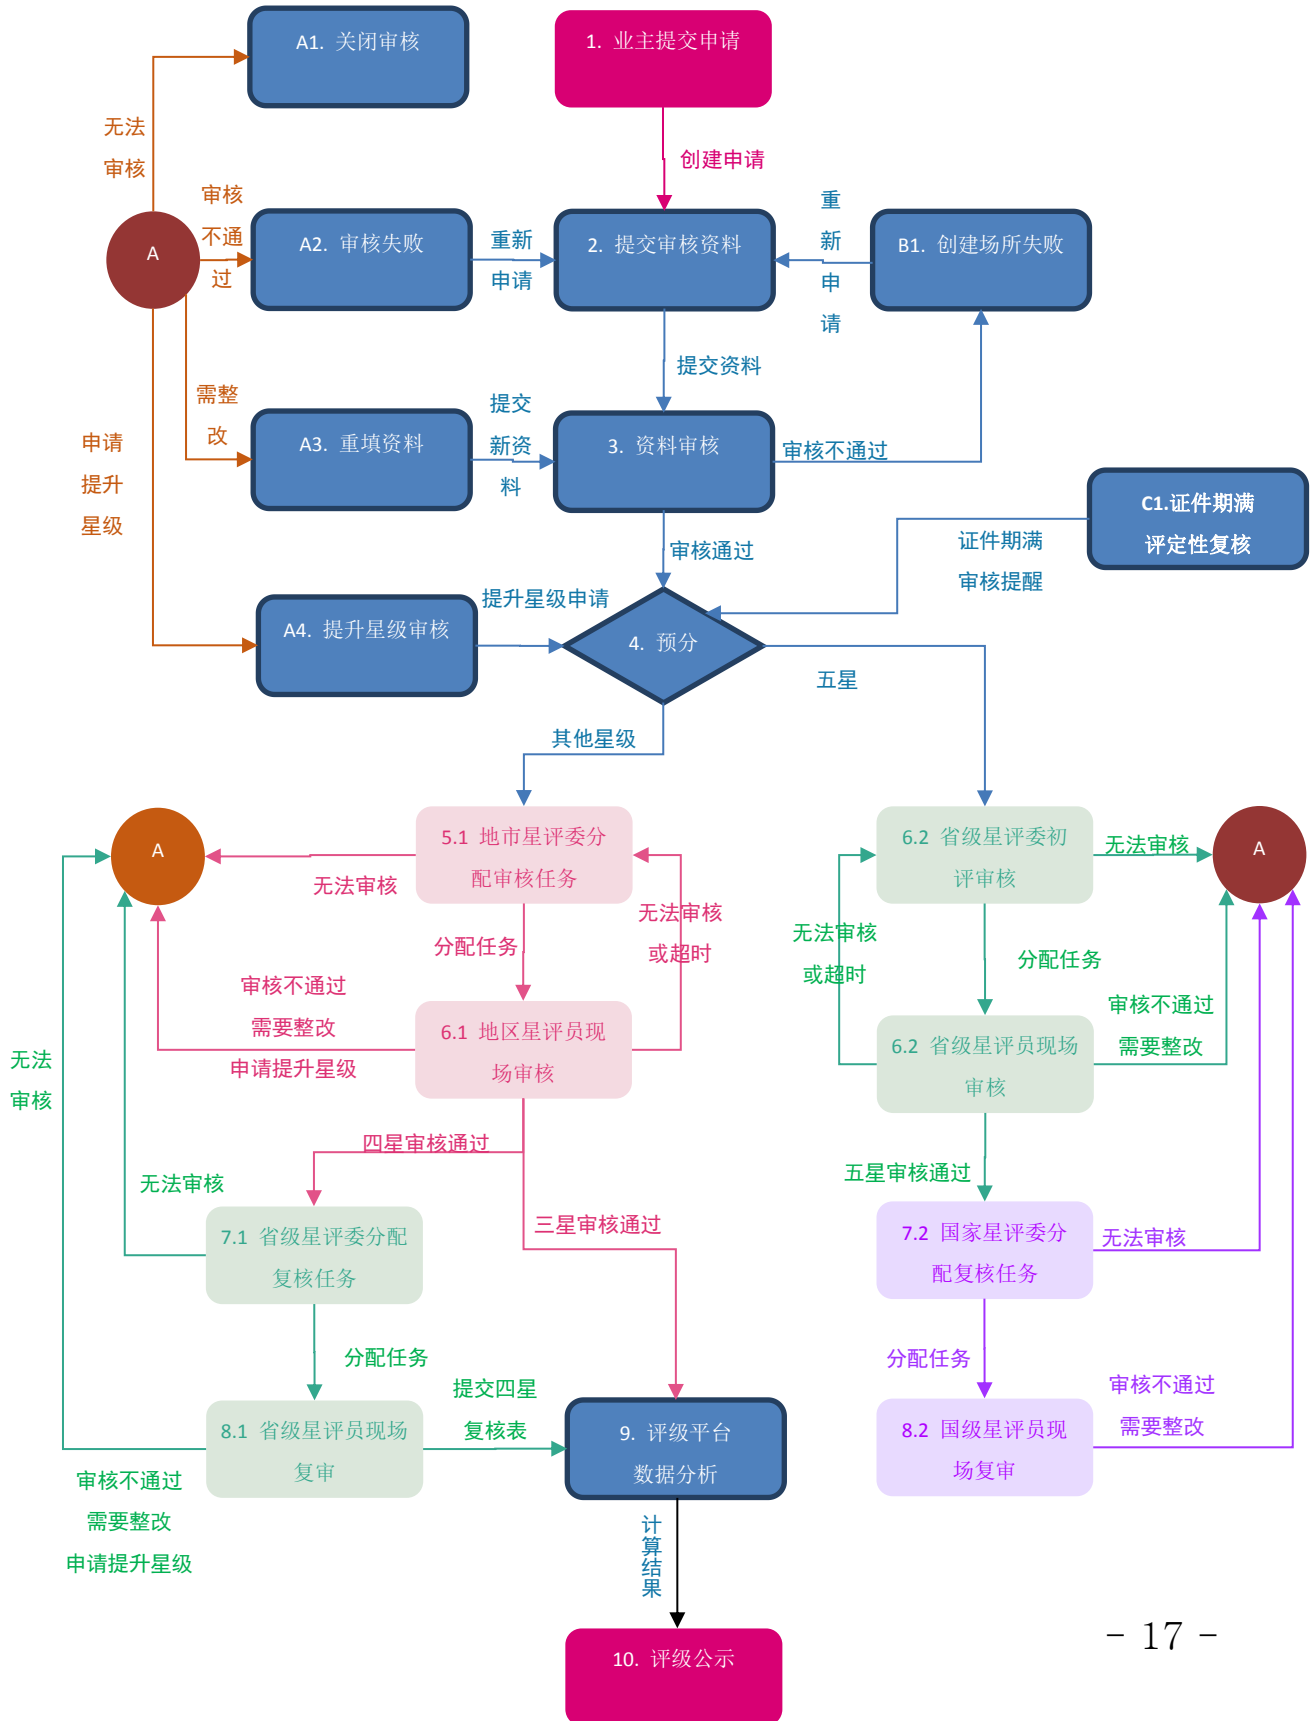 A1. 关闭审核
1. 业主提交申请
无法
审核
创建申请
审核
不通
过
A
A2. 审核失败
重新
申请
2. 提交审核资料
重
新
申
请
B1. 创建场所失败
提交资料
需整
改
申请
提升
星级
A3. 重填资料
提交
新资
料
3. 资料审核
审核不通过
C1.证件期满
评定性复核
证件期满
审核提醒
审核通过
提升星级申请
A4. 提升星级审核
4. 预分
五星
其他星级
A
5.1 地市星评委分
配审核任务
无法审核
无法审核
或超时
6.2 省级星评委初
评审核
无法审核
A
分配任务
无法审核
或超时
分配任务
审核不通过
需要整改
申请提升星级
6.1 地区星评员现
场审核
6.2 省级星评员现场
审核
审核不通过
需要整改
无法
审核
四星审核通过
五星审核通过
无法审核
三星审核通过
7.1 省级星评委分配
复核任务
7.2 国家星评委分
配复核任务
无法审核
分配任务
分配任务
提交四星
复核表
8.1 省级星评员现场
复审
9. 评级平台
数据分析
8.2 国级星评员现
场复审
审核不通过
需要整改
审核不通过
需要整改
申请提升星级
计
算
结
果
10. 评级公示
- 17 -